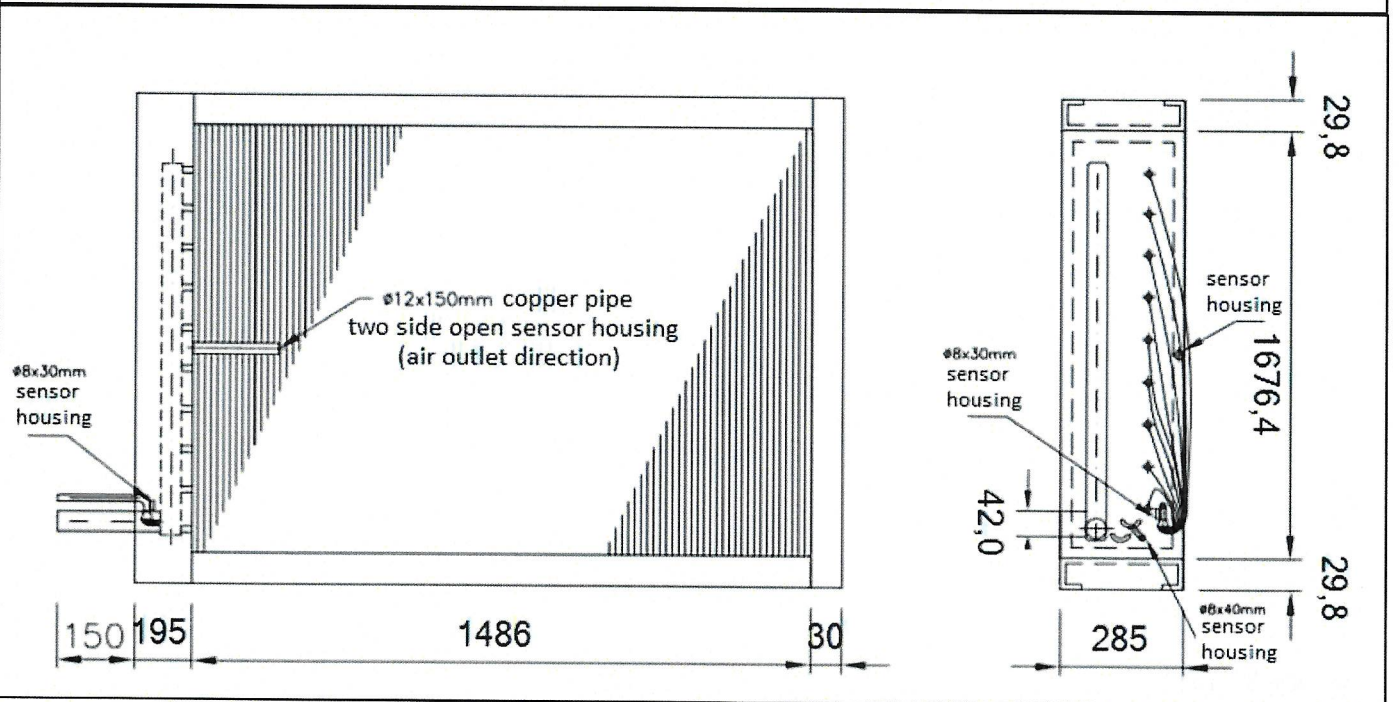 ø12x150mm copper pipe
two side open sensor housing
(air outlet direction)
ø8x30mm
sensor
housing
150
195
1486
30
29,8
sensor
housing
1676,4
ø8x30mm
sensor
housing
42,0
29,8
ø8x40mm
sensor
housing
285